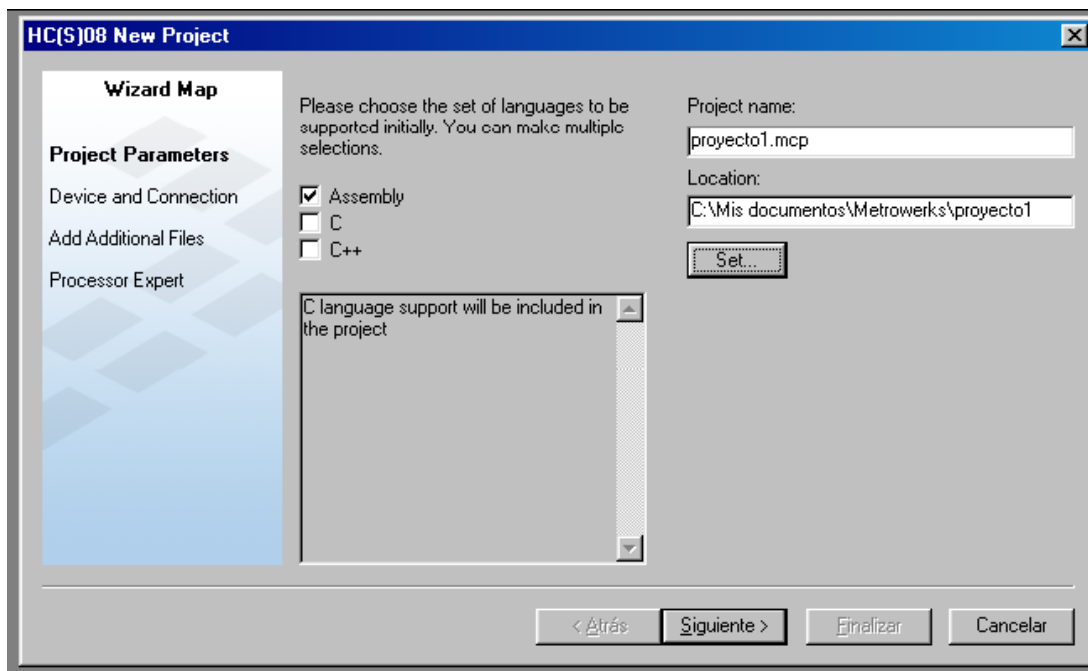 HC(S)08 New Project
Wizard Map
Project Parameters
Device and Connection
Add Additional Files
Processor Expert
Please choose the set of languages to be
supported initially. You can make multiple
selections.
Assembly
C
C++
C language support will be included in
the project
Project name:
proyecto1.mcp
Location:
C:\Mis documentos\Metrowerks\proyecto1
Set...
< Atrás
Siguiente >
Finalizar
Cancelar